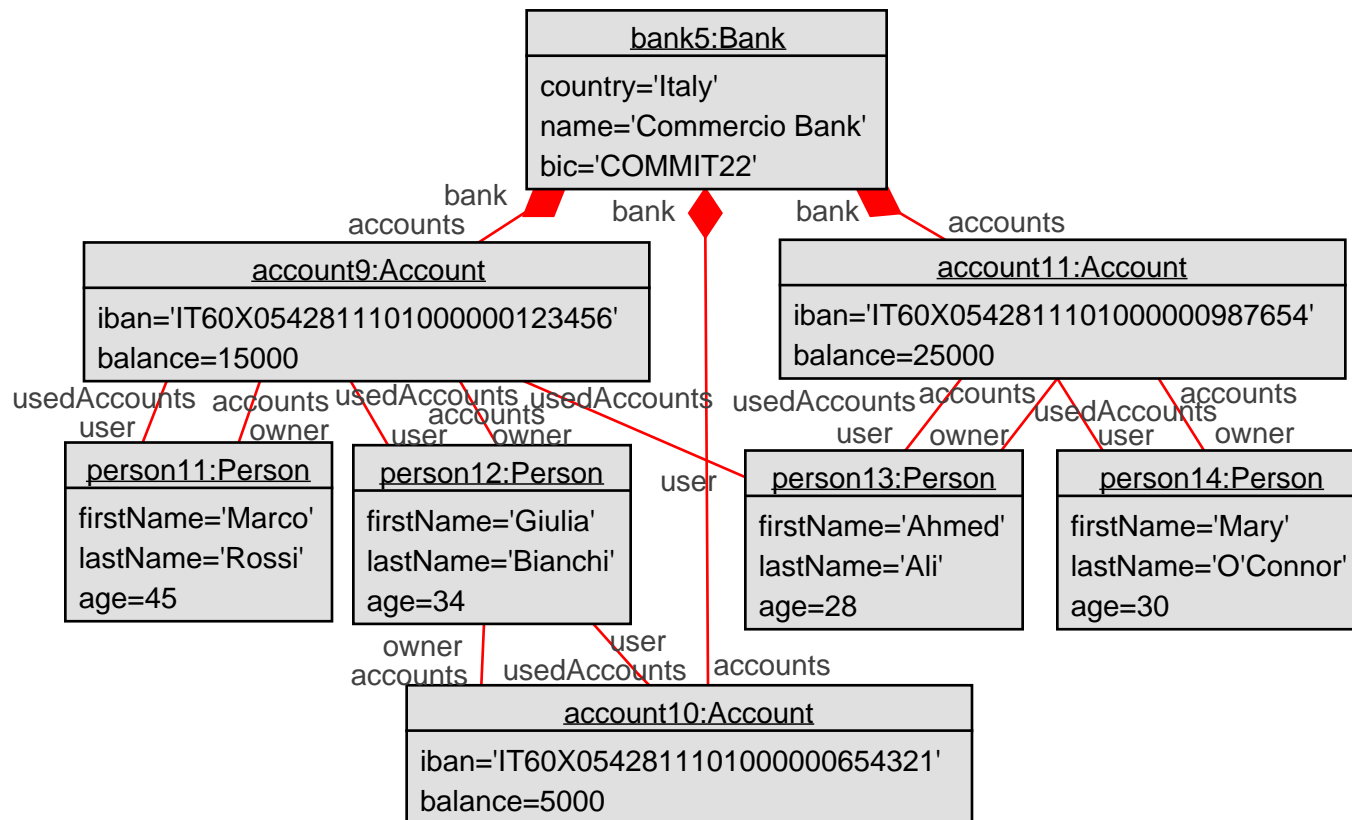 bank5:Bank
country='Italy'
name='Commercio Bank'
bic='COMMIT22'
bank
bank
bank
accounts
accounts
account9:Account
iban='IT60X0542811101000000123456'
balance=15000
account11:Account
iban='IT60X0542811101000000987654'
balance=25000
usedAccounts
accounts
usedAccounts
accounts
usedAccounts
usedAccounts
accounts
usedAccounts
accounts
user
owner
user
owner
user
user
owner
user
owner
person11:Person
firstName='Marco'
lastName='Rossi'
age=45
person12:Person
firstName='Giulia'
lastName='Bianchi'
age=34
person13:Person
firstName='Ahmed'
lastName='Ali'
age=28
person14:Person
firstName='Mary'
lastName='O'Connor'
age=30
owner
user
accounts
usedAccounts
accounts
account10:Account
iban='IT60X0542811101000000654321'
balance=5000